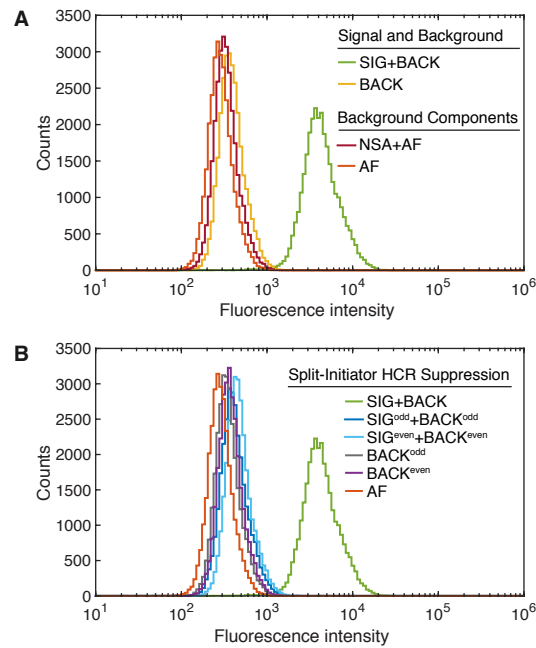 A
3500
3000
2500
2000
1500
1000
500
0
Counts
Signal and Background
SIG+BACK
BACK
Background Components
NSA+AF
AF
10¹ 10² 10³ 10⁴ 10⁵ 10⁶
Fluorescence intensity
B
3500
3000
2500
2000
1500
1000
500
0
Counts
Split-Initiator HCR Suppression
SIG+BACK
SIGᵒᵈᵈ+BACKᵒᵈᵈ
SIGᵉᵛᵉⁿ+BACKᵉᵛᵉⁿ
BACKᵒᵈᵈ
BACKᵉᵛᵉⁿ
AF
10¹ 10² 10³ 10⁴ 10⁵ 10⁶
Fluorescence intensity